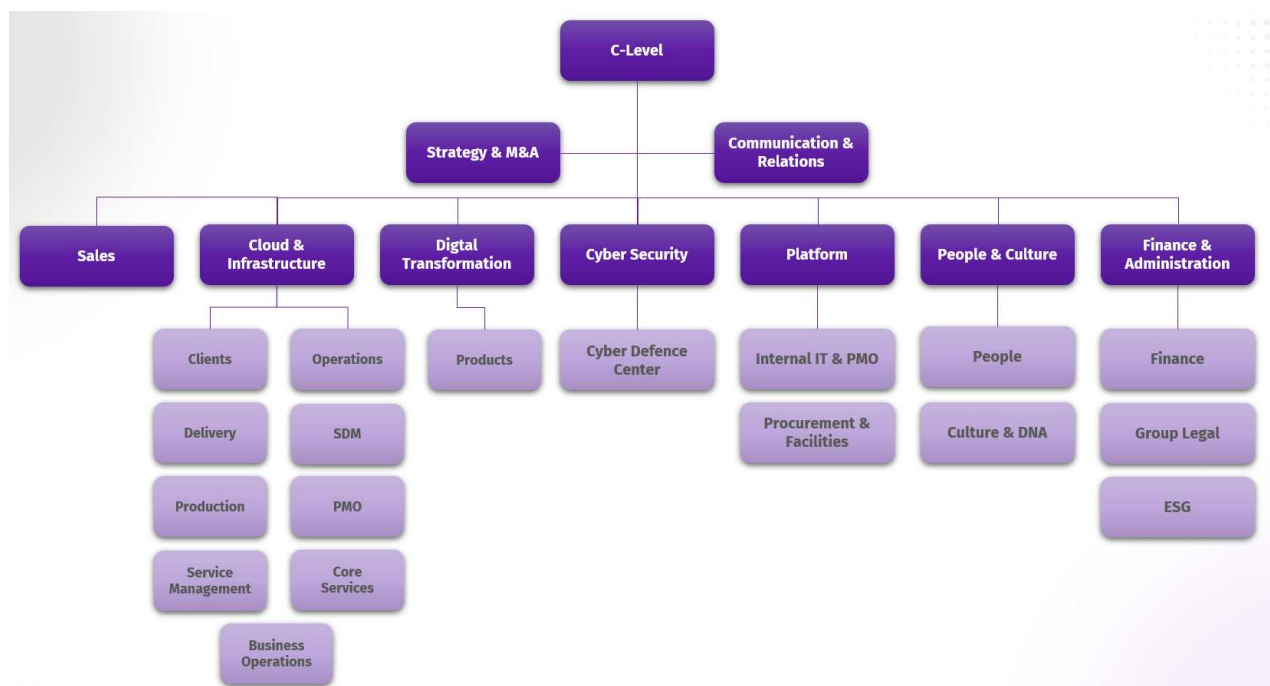 C-Level
Strategy & M&A
Communication &
Relations
Sales
Cloud &
Infrastructure
Digtal
Transformation
Cyber Security
Platform
People & Culture
Finance &
Administration
Clients
Operations
Products
Cyber Defence
Center
Internal IT & PMO
People
Finance
Delivery
SDM
Procurement &
Facilities
Culture & DNA
Group Legal
Production
PMO
ESG
Service
Management
Core
Services
Business
Operations